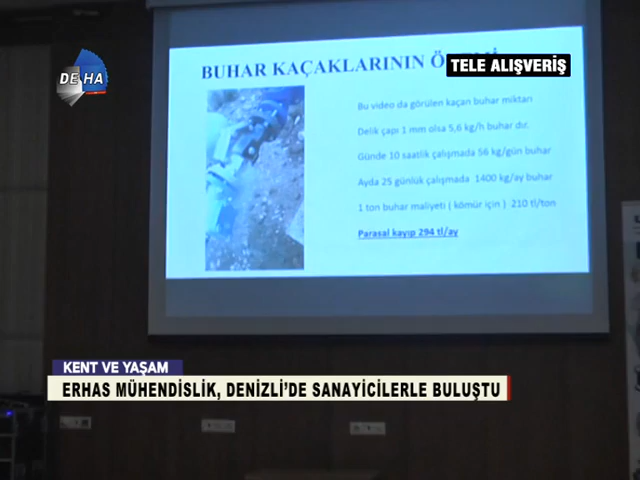 DEHA
TELE ALIŞVERİŞ
BUHAR KAÇAKLARININ
Bu video da görülen kaçan buhar miktarı
Delik çapı 1 mm olsa 5,6 kg/h buhar dır.
Günde 10 saatlik çalışmada 56 kg/gün buhar
Ayda 25 günlük çalışmada 1400 kg/ay buhar
1 ton buhar maliyeti ( kömür için ) 210 tl/ton
Parasal kayıp 294 tl/ay
KENT VE YAŞAM
ERHAS MÜHENDİSLİK, DENİZLİ'DE SANAYİCİLERLE BULUŞTU